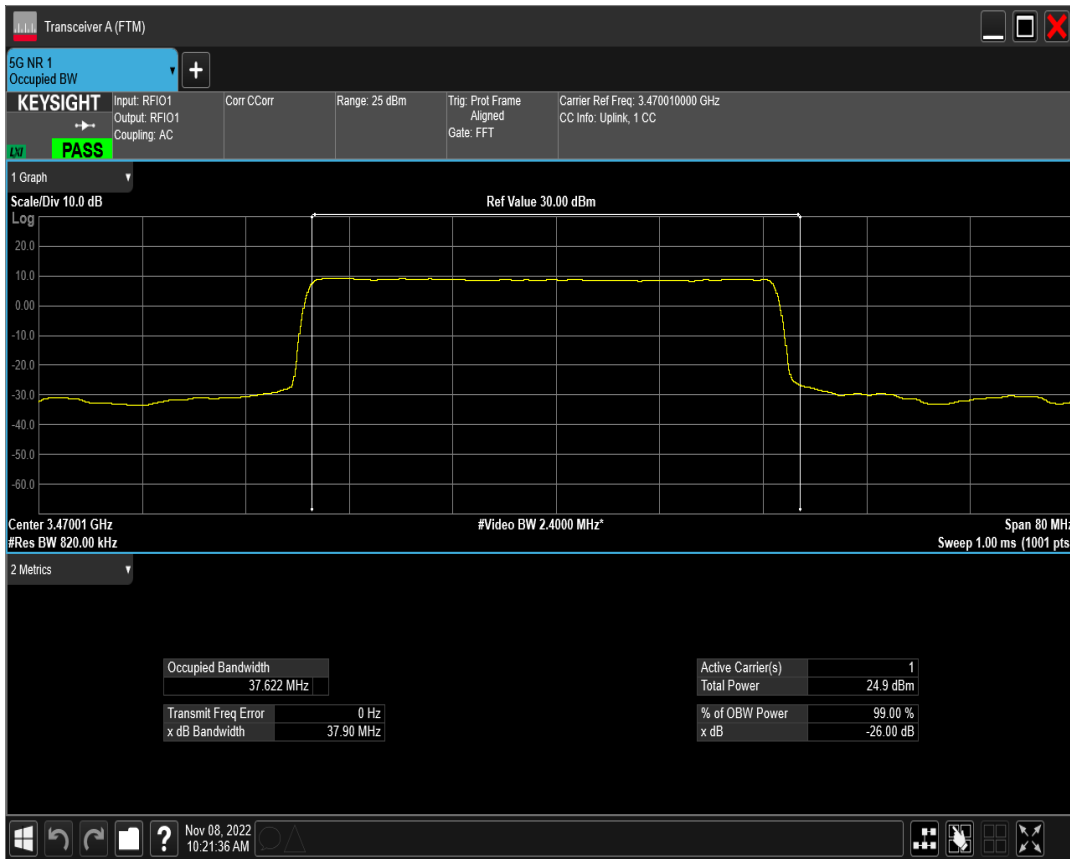 Transceiver A (FTM)
5G NR 1
Occupied BW
KEYSIGHT
Input: RFIO1
Output: RFIO1
Coupling: AC
LXI
PASS
Corr CCorr
Range: 25 dBm
Trig: Prot Frame
Aligned
Gate: FFT
Carrier Ref Freq: 3.470010000 GHz
CC Info: Uplink, 1 CC
1 Graph
Scale/Div 10.0 dB
Ref Value 30.00 dBm
Log
20.0
10.0
0.00
-10.0
-20.0
-30.0
-40.0
-50.0
-60.0
Center 3.47001 GHz
#Video BW 2.4000 MHz*
Span 80 MHz
#Res BW 820.00 kHz
Sweep 1.00 ms (1001 pts
2 Metrics
Occupied Bandwidth
37.622 MHz
Transmit Freq Error 0 Hz
x dB Bandwidth 37.90 MHz
Active Carrier(s) 1
Total Power 24.9 dBm
% of OBW Power 99.00 %
x dB -26.00 dB
Nov 08, 2022
10:21:36 AM